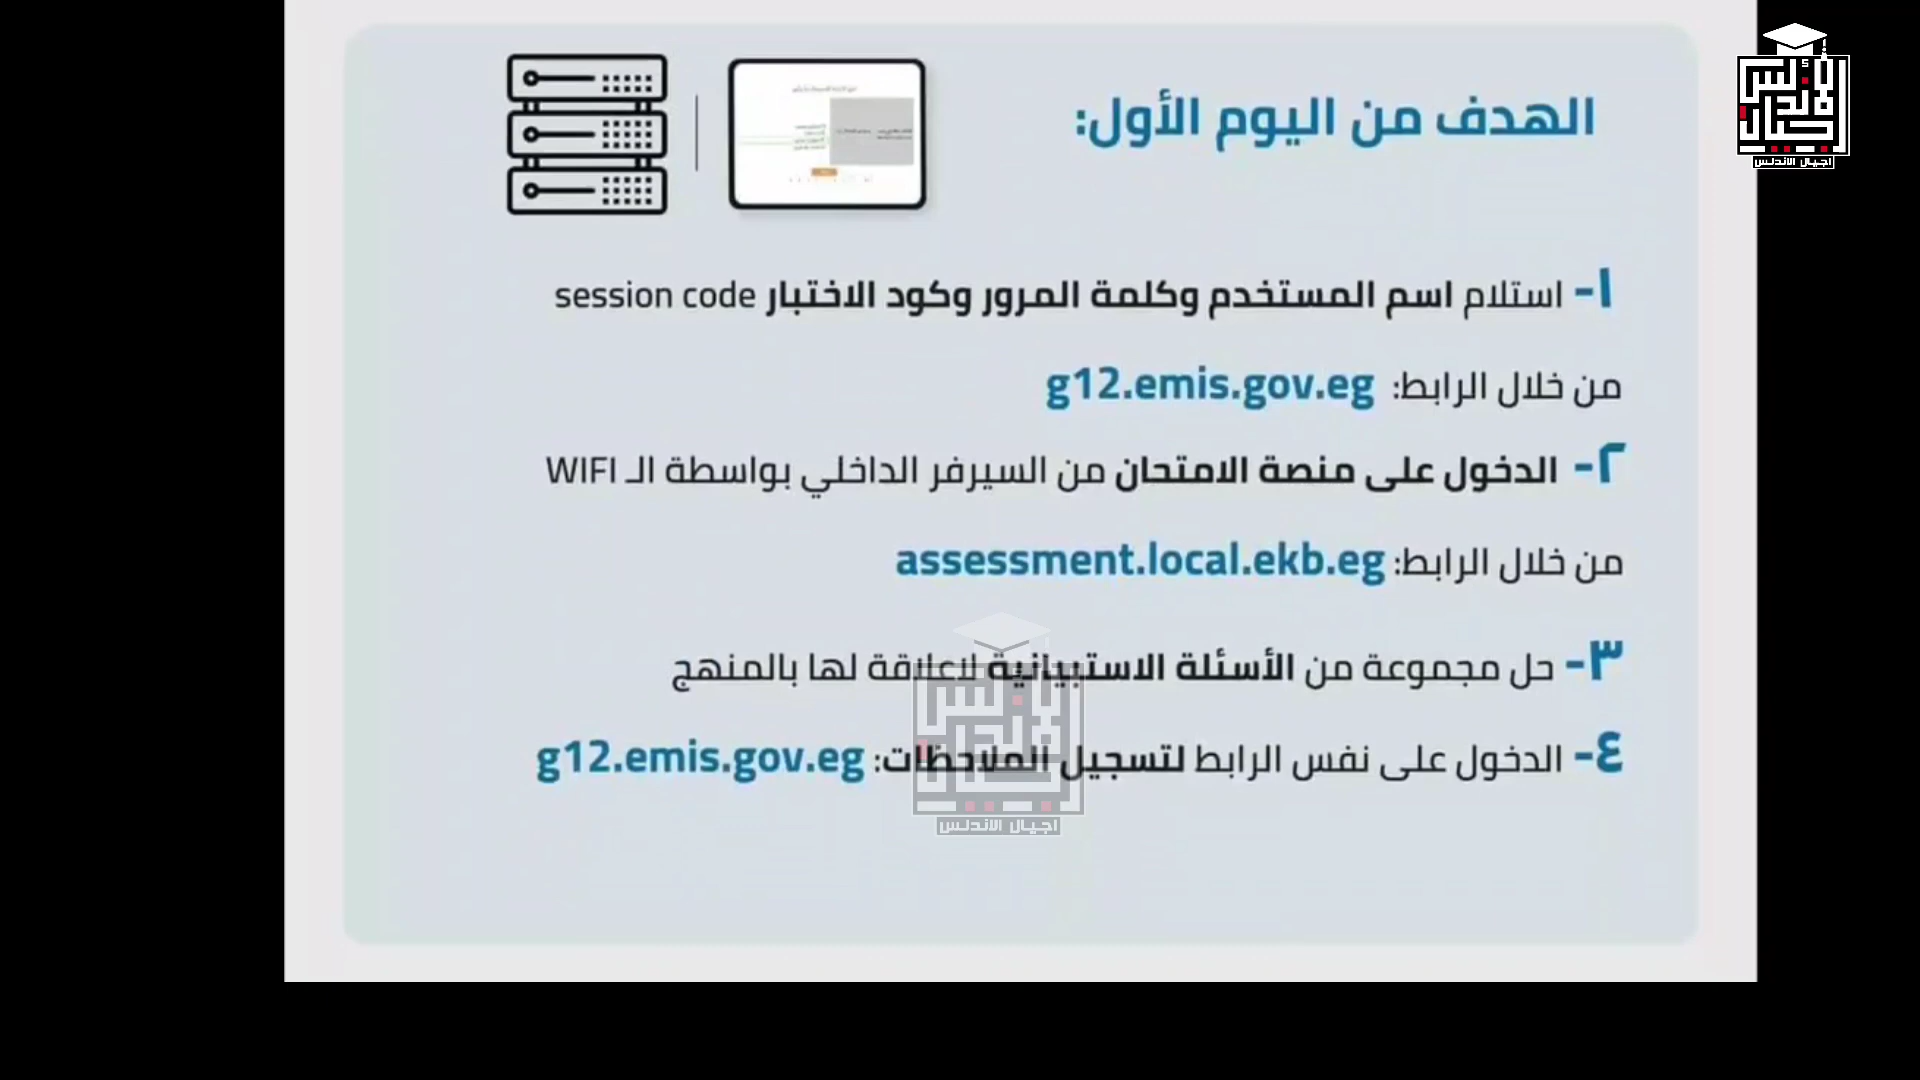 الهدف من اليوم الأول:
١- استلام اسم المستخدم وكلمة المرور وكود الاختبار session code
من خلال الرابط: g12.emis.gov.eg
٢- الدخول على منصة الامتحان من السيرفر الداخلي بواسطة الـ WIFI
من خلال الرابط: assessment.local.ekb.eg
٣- حل مجموعة من الأسئلة الاستبيانية لاعلاقة لها بالمنهج
٤- الدخول على نفس الرابط لتسجيل الملاحظات: g12.emis.gov.eg
اجيال الاندلس
اجيال الاندلس